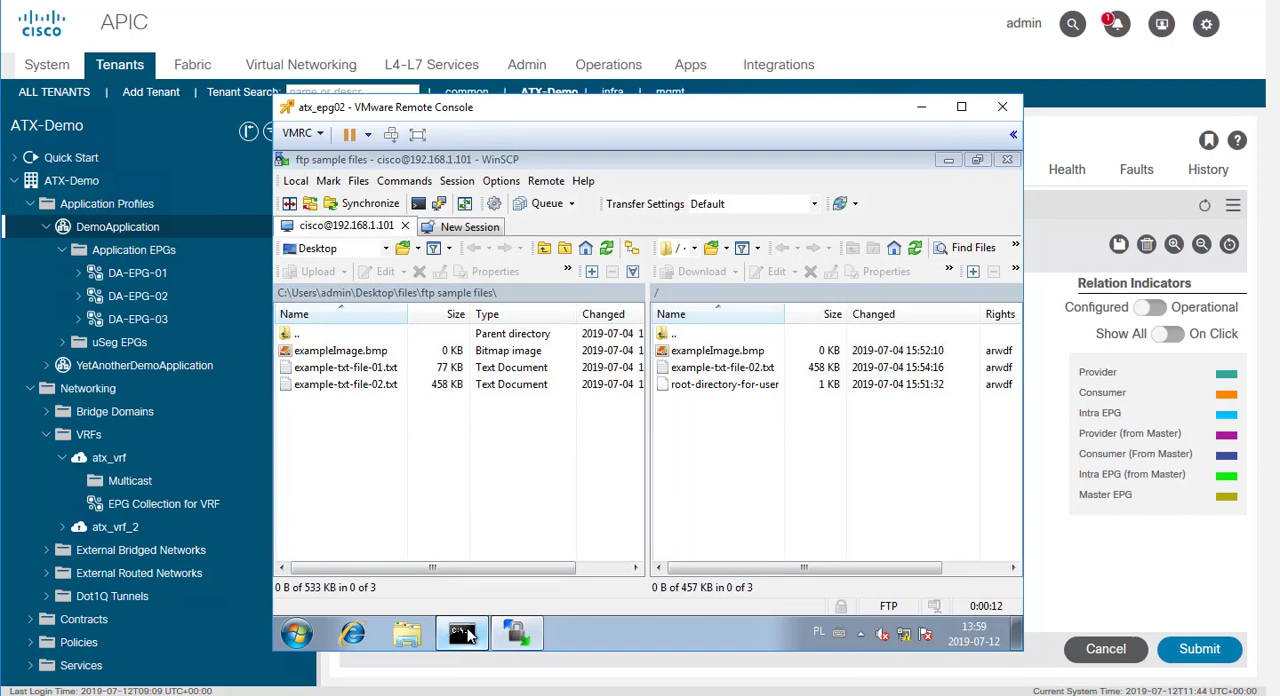 CISCO
APIC
admin
1
System
Tenants
Fabric
Virtual Networking
L4-L7 Services
Admin
Operations
Apps
Integrations
ALL TENANTS | Add Tenant | Tenant Search: name or descr | common | ATX-Demo | infra | mgmt
ATX-Demo
Quick Start
ATX-Demo
Application Profiles
DemoApplication
Application EPGs
DA-EPG-01
DA-EPG-02
DA-EPG-03
uSeg EPGs
YetAnotherDemoApplication
Networking
Bridge Domains
VRFs
atx_vrf
Multicast
EPG Collection for VRF
atx_vrf_2
External Bridged Networks
External Routed Networks
Dot1Q Tunnels
Contracts
Policies
Services
atx_epg02 - VMware Remote Console
VMRC
ftp sample files - cisco@192.168.1.101 - WinSCP
Local Mark Files Commands Session Options Remote Help
Synchronize Queue Transfer Settings Default
cisco@192.168.1.101 New Session
Desktop / Find Files
Upload Edit Properties Download Edit Properties
C:\Users\admin\Desktop\files\ftp sample files\
Name Size Type Changed
.. Parent directory 2019-07-04 1
exampleImage.bmp 0 KB Bitmap image 2019-07-04 1
example-txt-file-01.txt 77 KB Text Document 2019-07-04 1
example-txt-file-02.txt 458 KB Text Document 2019-07-04 1
0 B of 533 KB in 0 of 3
/
Name Size Changed Rights
..
exampleImage.bmp 0 KB 2019-07-04 15:52:10 arwdf
example-txt-file-02.txt 458 KB 2019-07-04 15:54:16 arwdf
root-directory-for-user 1 KB 2019-07-04 15:51:32 arwdf
0 B of 457 KB in 0 of 3
FTP 0:00:12
C:\
PL
13:59
2019-07-12
Health
Faults
History
Relation Indicators
Configured Operational
Show All On Click
Provider
Consumer
Intra EPG
Provider (from Master)
Consumer (From Master)
Intra EPG (from Master)
Master EPG
Cancel
Submit
Last Login Time: 2019-07-12T09:09 UTC+00:00
Current System Time: 2019-07-12T11:44 UTC+00:00